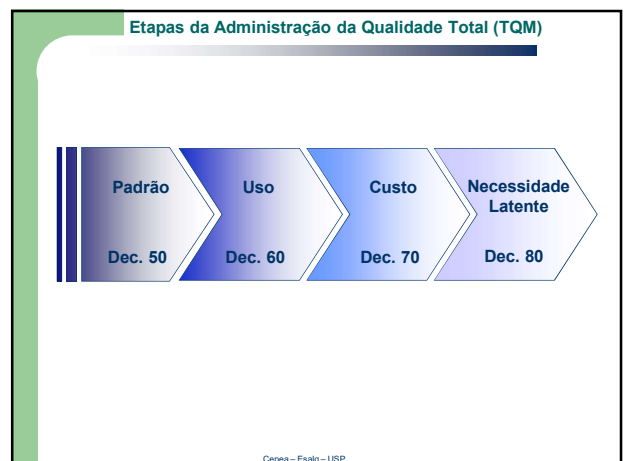 Etapas da Administração da Qualidade Total (TQM)
Padrão
Dec. 50
Uso
Dec. 60
Custo
Dec. 70
Necessidade
Latente
Dec. 80
Cepea – Esalq – USP